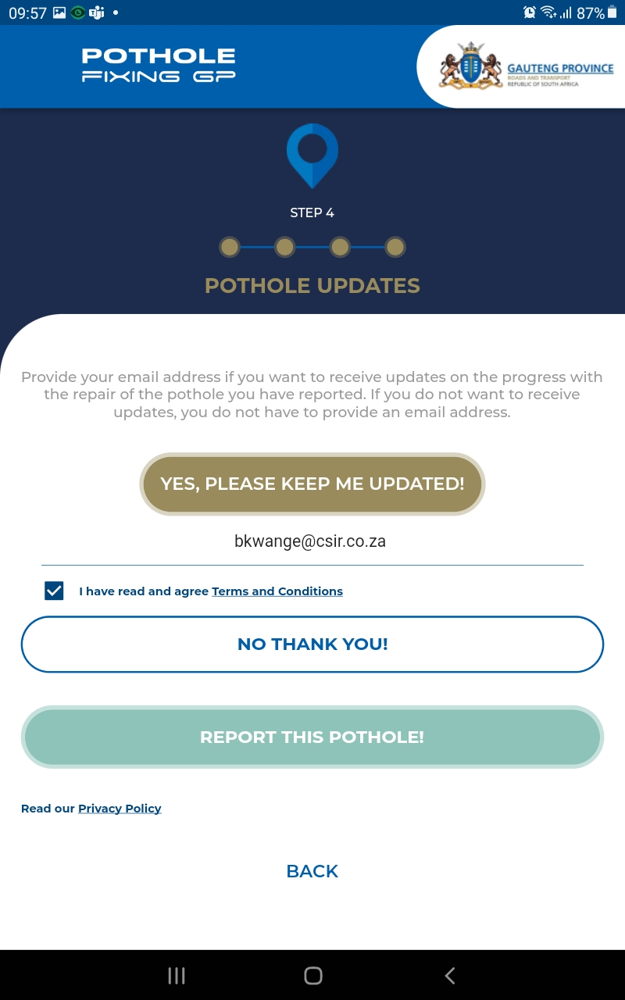 09:57
87%
POTHOLE
FIXING GP
GAUTENG PROVINCE
ROADS AND TRANSPORT
REPUBLIC OF SOUTH AFRICA
STEP 4
POTHOLE UPDATES
Provide your email address if you want to receive updates on the progress with
the repair of the pothole you have reported. If you do not want to receive
updates, you do not have to provide an email address.
YES, PLEASE KEEP ME UPDATED!
bkwange@csir.co.za
I have read and agree Terms and Conditions
NO THANK YOU!
REPORT THIS POTHOLE!
Read our Privacy Policy
BACK